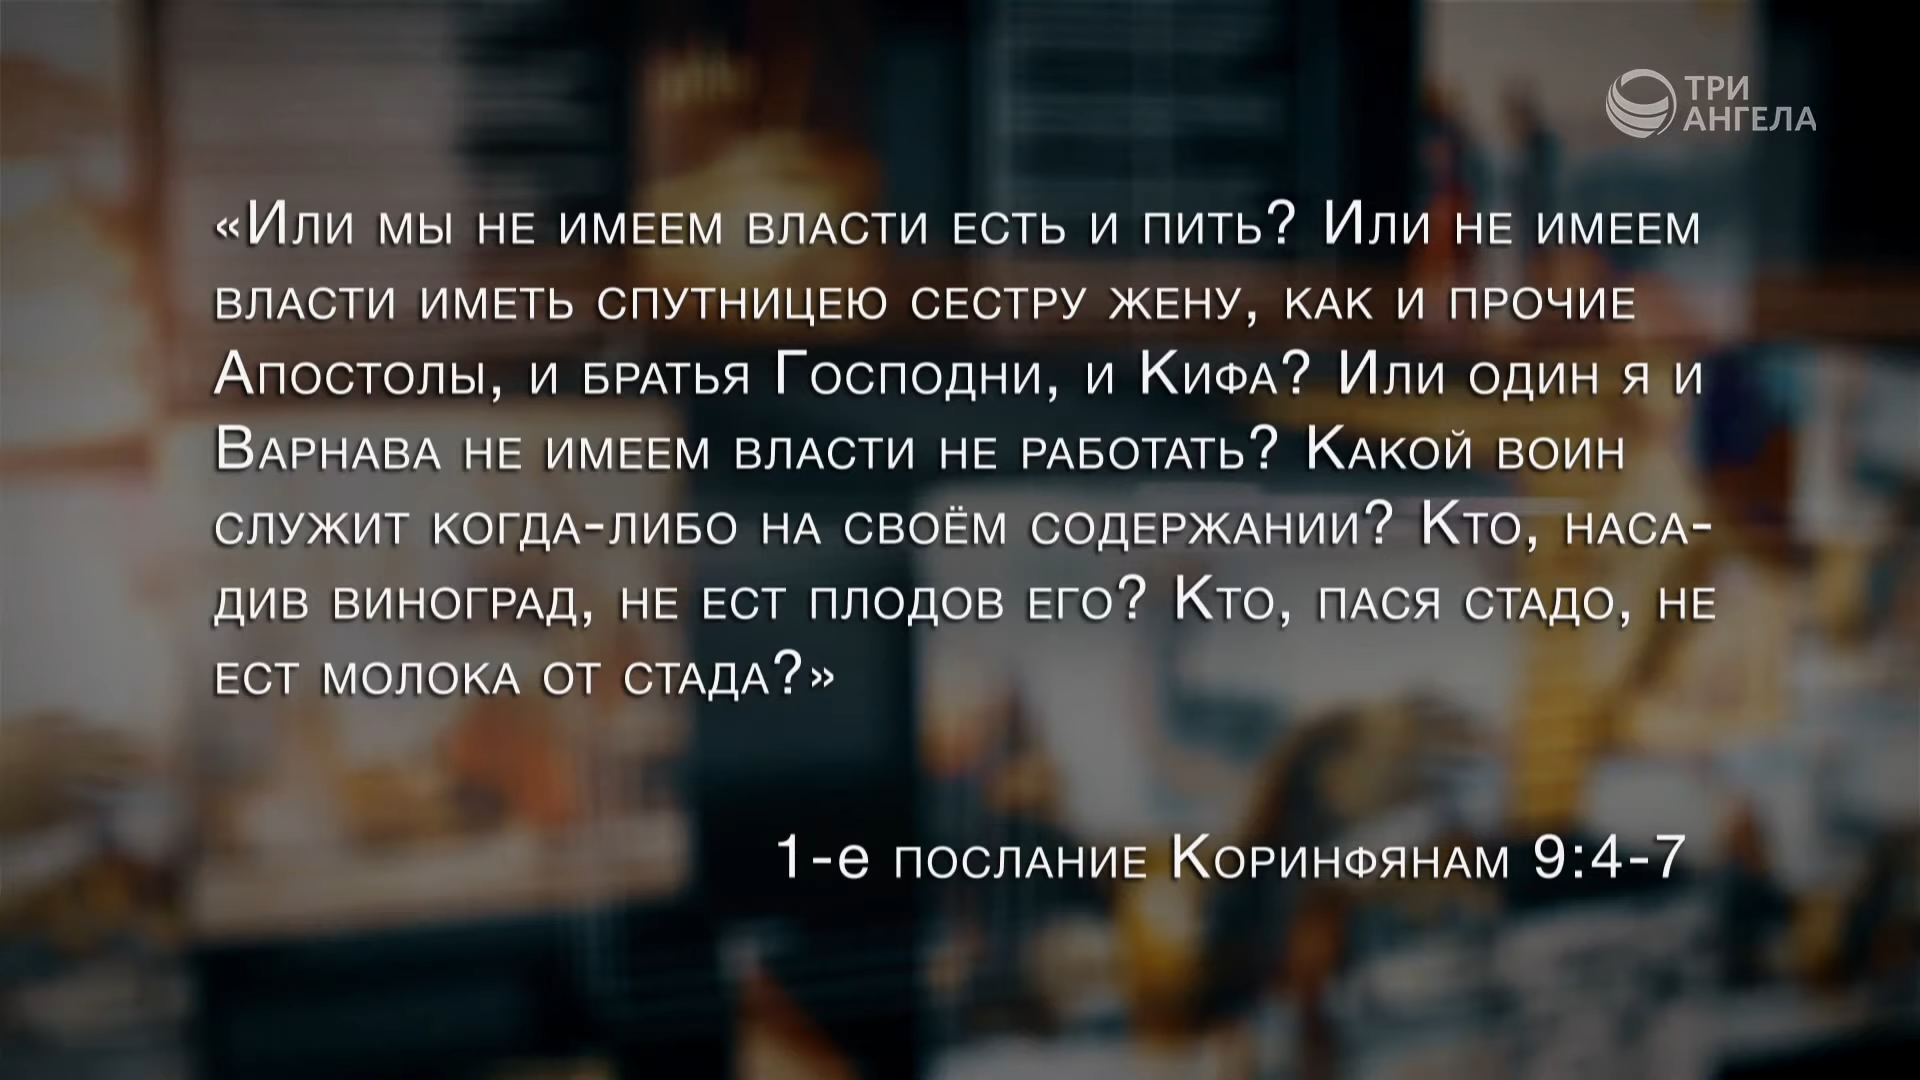 ТРИ
АНГЕЛА
«Или мы не имеем власти есть и пить? Или не имеем
власти иметь спутницею сестру жену, как и прочие
Апостолы, и братья Господни, и Кифа? Или один я и
Варнава не имеем власти не работать? Какой воин
служит когда-либо на своём содержании? Кто, наса-
див виноград, не ест плодов его? Кто, пася стадо, не
ест молока от стада?»
1-е послание Коринфянам 9:4-7